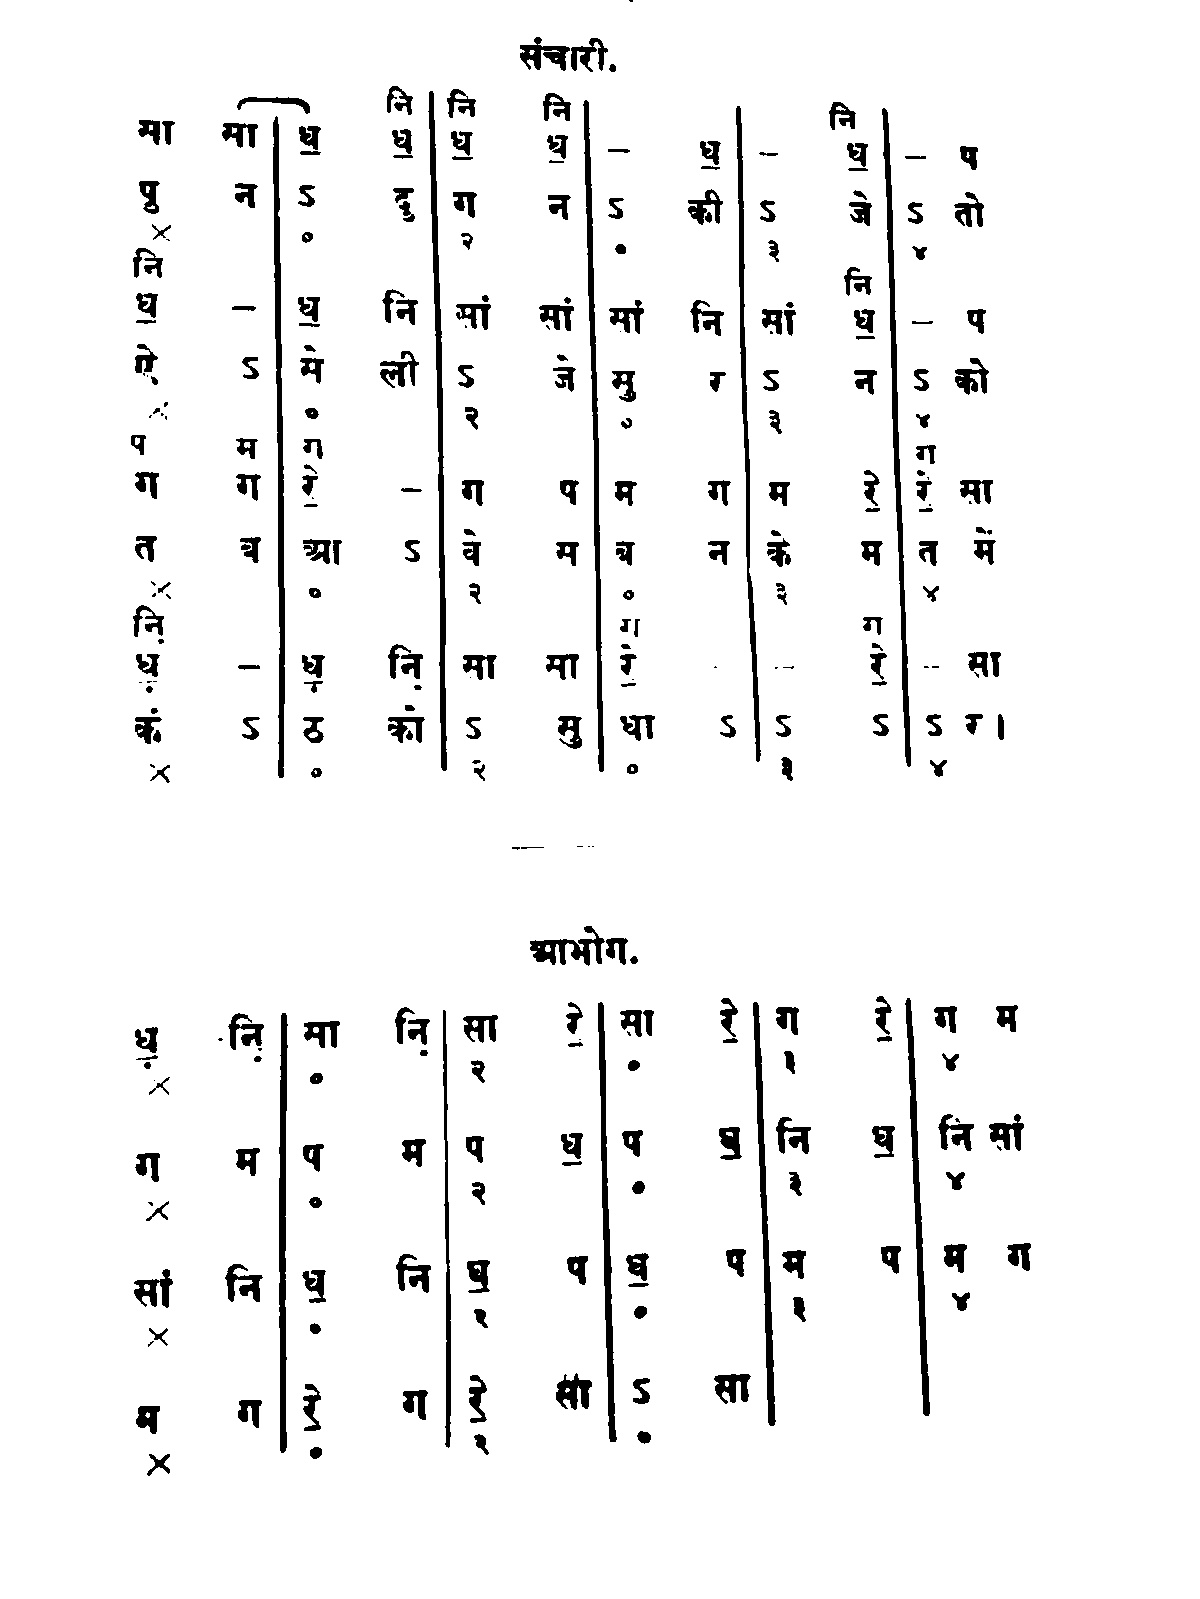 संचारी.
नि नि नि नि
सा सा | ध॒ ध॒ | ध॒ ध॒ | – ध॒ | – ध॒ | – प
पु न | ऽ दु | ग न | ऽ की | ऽ जे | ऽ तो
× ० २ ० ३ ४
नि नि
ध॒ – | ध॒ नि | सां सां | सां नि | सां ध॒ | – प
ऐ ऽ | मे ली | ऽ जे | मु र | ऽ न | ऽ को
× ० २ ० ३ ४
प म ग ग
ग ग | रे॒ – | ग प | म ग | म रे॒ | रे॒ सा
त ब | आ ऽ | वे म | ब न | के म | त में
× ० २ ० ३ ४
नि़ ग ग
ध़॒ – | ध़॒ नि़ | सा सा | रे॒ – | – रे॒ | – सा
कं ऽ | ठ कों | ऽ सु | धा ऽ | ऽ ऽ | ऽ र।
× ० २ ० ३ ४
आभोग.
ध़॒ नि़ | सा नि़ | सा रे॒ | सा रे॒ | ग रे॒ | ग म
× ० २ ० ३ ४
ग म | प म | प ध॒ | प ध॒ | नि ध॒ | नि सां
× ० २ ० ३ ४
सां नि | ध॒ नि | ध॒ प | ध॒ प | म प | म ग
× ० २ ० ३ ४
म ग | रे॒ ग | रे॒ सा | ऽ सा
× ० २ ०